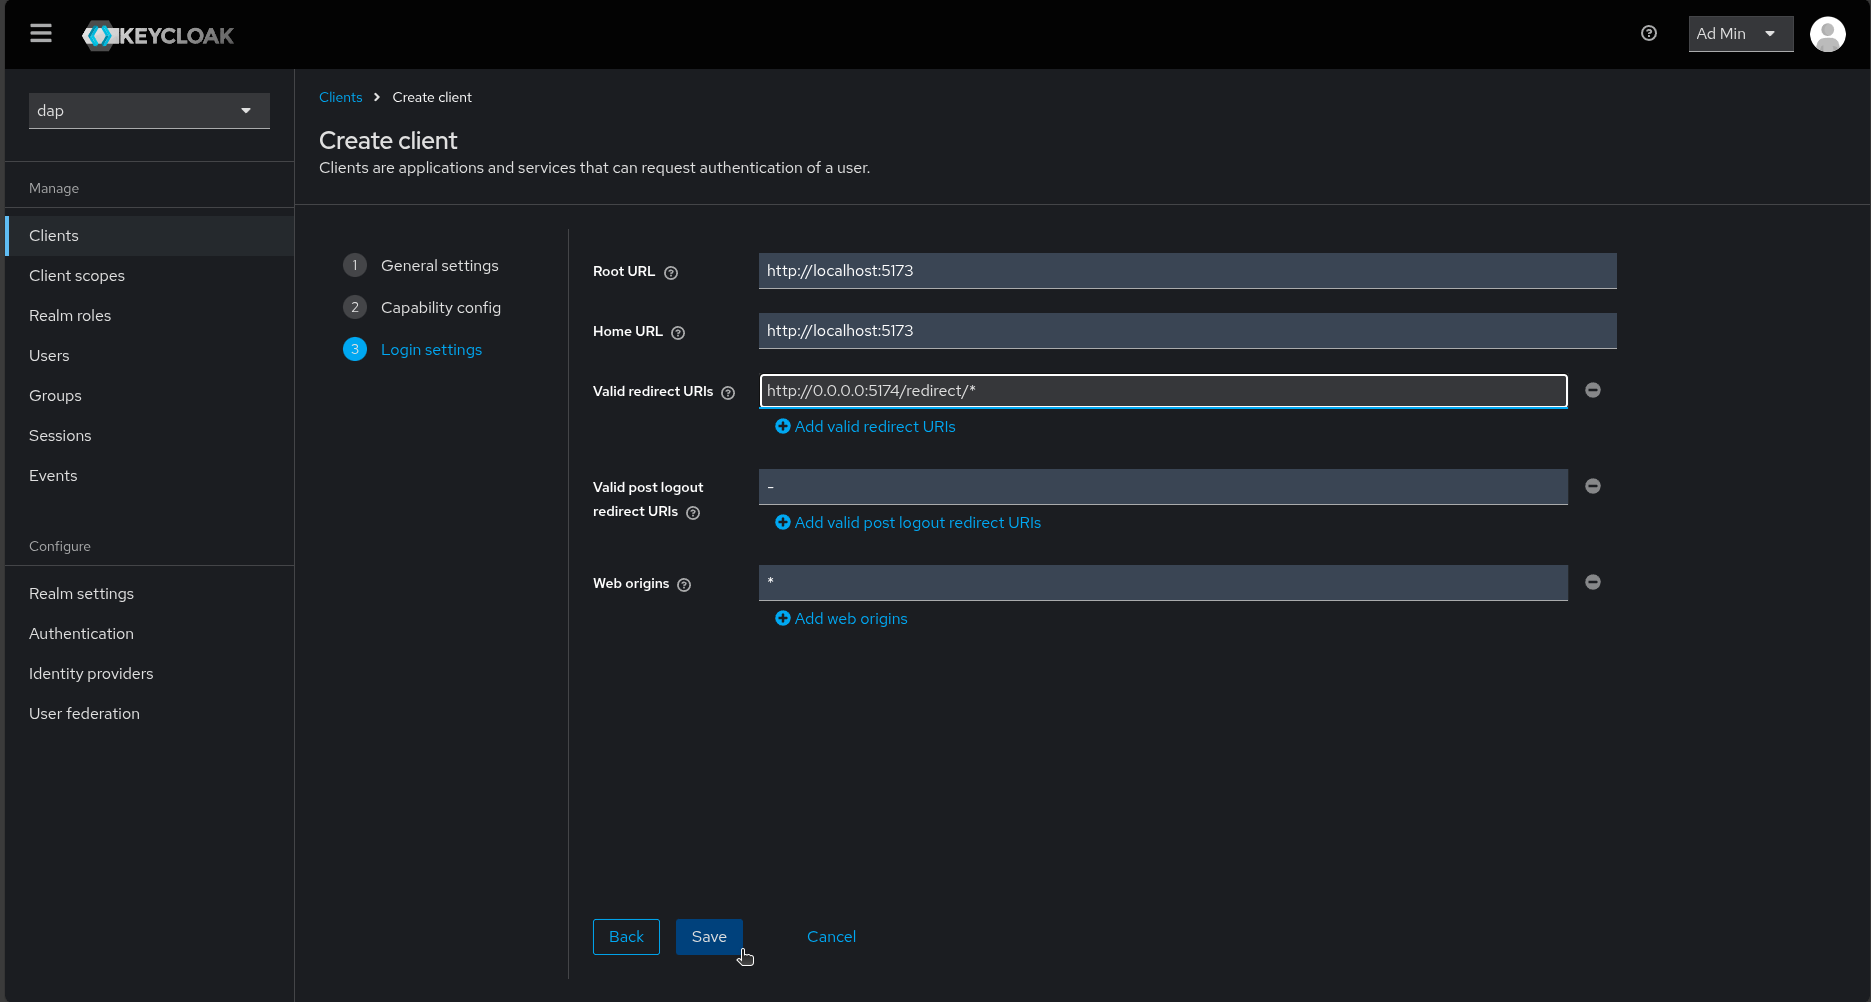 KEYCLOAK
Ad Min
dap
Manage
Clients
Client scopes
Realm roles
Users
Groups
Sessions
Events
Configure
Realm settings
Authentication
Identity providers
User federation
Clients > Create client
Create client
Clients are applications and services that can request authentication of a user.
1 General settings
2 Capability config
3 Login settings
Root URL http://localhost:5173
Home URL http://localhost:5173
Valid redirect URIs http://0.0.0.0:5174/redirect/*
Add valid redirect URIs
Valid post logout
redirect URIs
-
Add valid post logout redirect URIs
Web origins *
Add web origins
Back Save Cancel